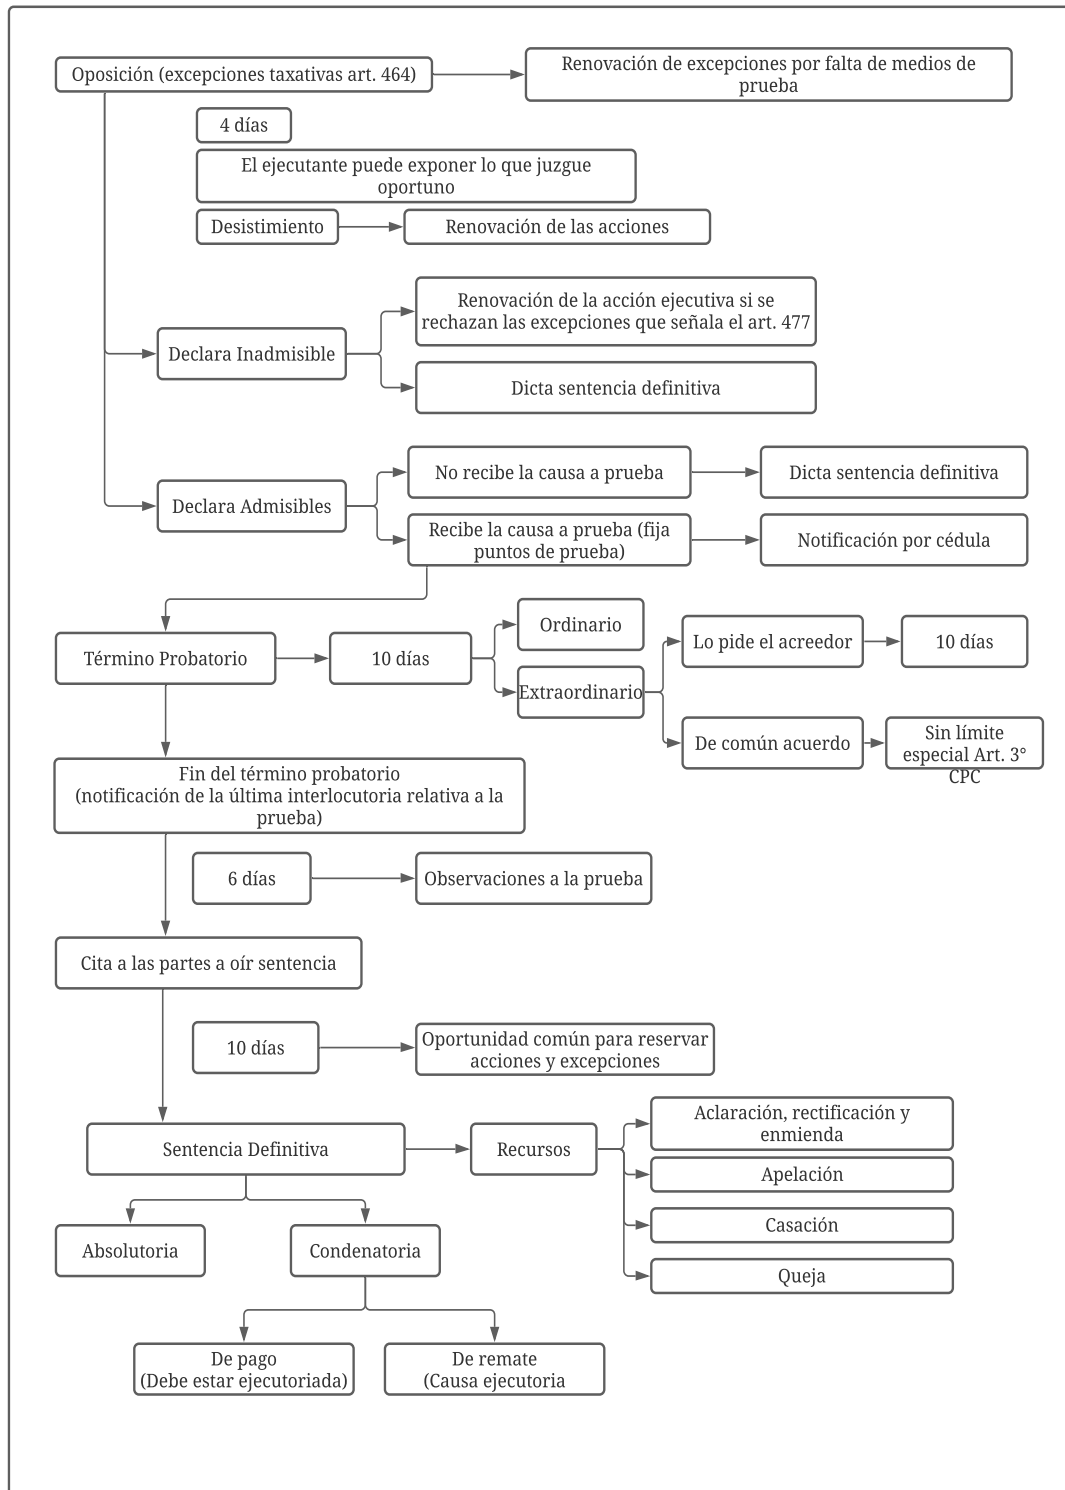 Oposición (excepciones taxativas art. 464)
Renovación de excepciones por falta de medios de
prueba
4 días
El ejecutante puede exponer lo que juzgue
oportuno
Desistimiento
Renovación de las acciones
Renovación de la acción ejecutiva si se
rechazan las excepciones que señala el art. 477
Declara Inadmisible
Dicta sentencia definitiva
No recibe la causa a prueba
Dicta sentencia definitiva
Declara Admisibles
Recibe la causa a prueba (fija
puntos de prueba)
Notificación por cédula
Término Probatorio
10 días
Ordinario
Extraordinario
Lo pide el acreedor
10 días
De común acuerdo
Sin límite
especial Art. 3°
CPC
Fin del término probatorio
(notificación de la última interlocutoria relativa a la
prueba)
6 días
Observaciones a la prueba
Cita a las partes a oír sentencia
10 días
Oportunidad común para reservar
acciones y excepciones
Sentencia Definitiva
Recursos
Aclaración, rectificación y
enmienda
Apelación
Casación
Queja
Absolutoria
Condenatoria
De pago
(Debe estar ejecutoriada)
De remate
(Causa ejecutoria